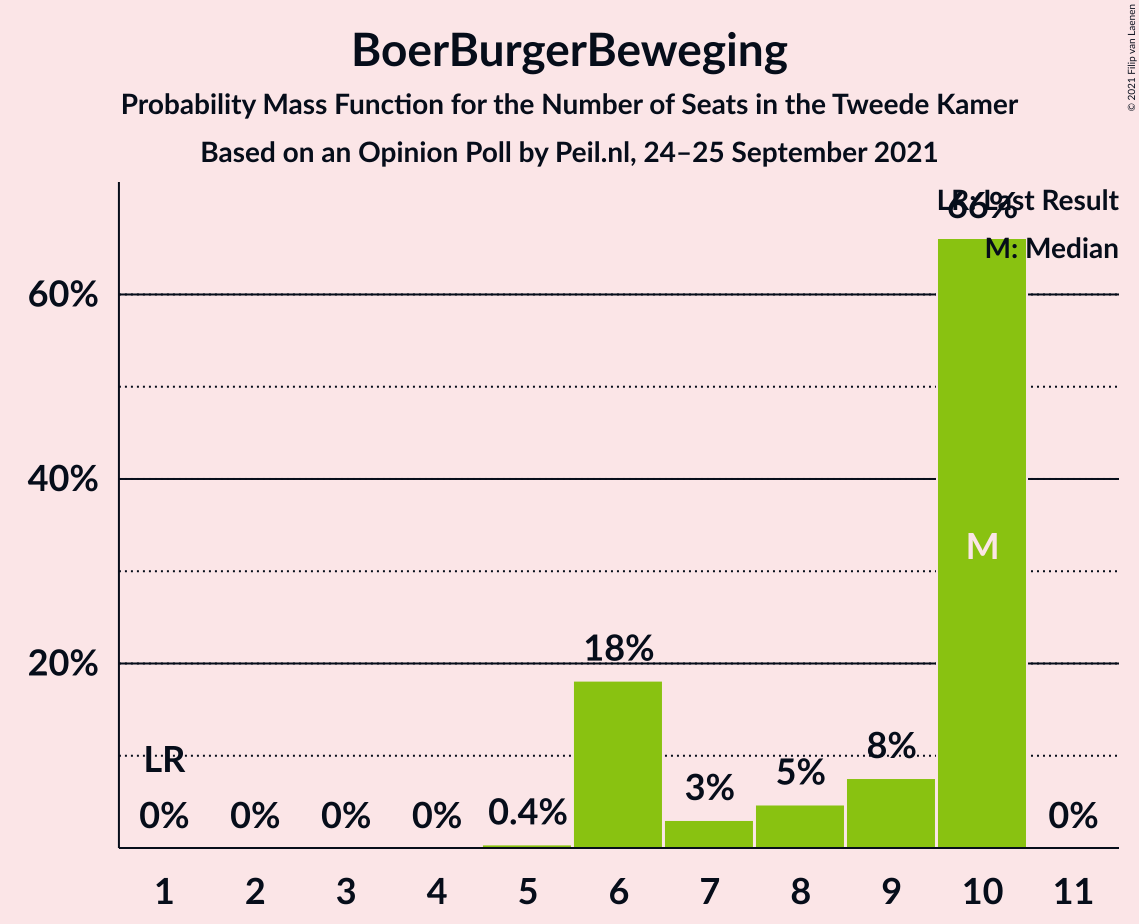 BoerBurgerBeweging
Probability Mass Function for the Number of Seats in the Tweede Kamer
Based on an Opinion Poll by Peil.nl, 24–25 September 2021
© 2021 Filip van Laenen
LR: Last Result
M: Median
66%
60%
40%
20%
M
18%
LR
0%
0%
0%
0%
0.4%
3%
5%
8%
0%
1 2 3 4 5 6 7 8 9 10 11